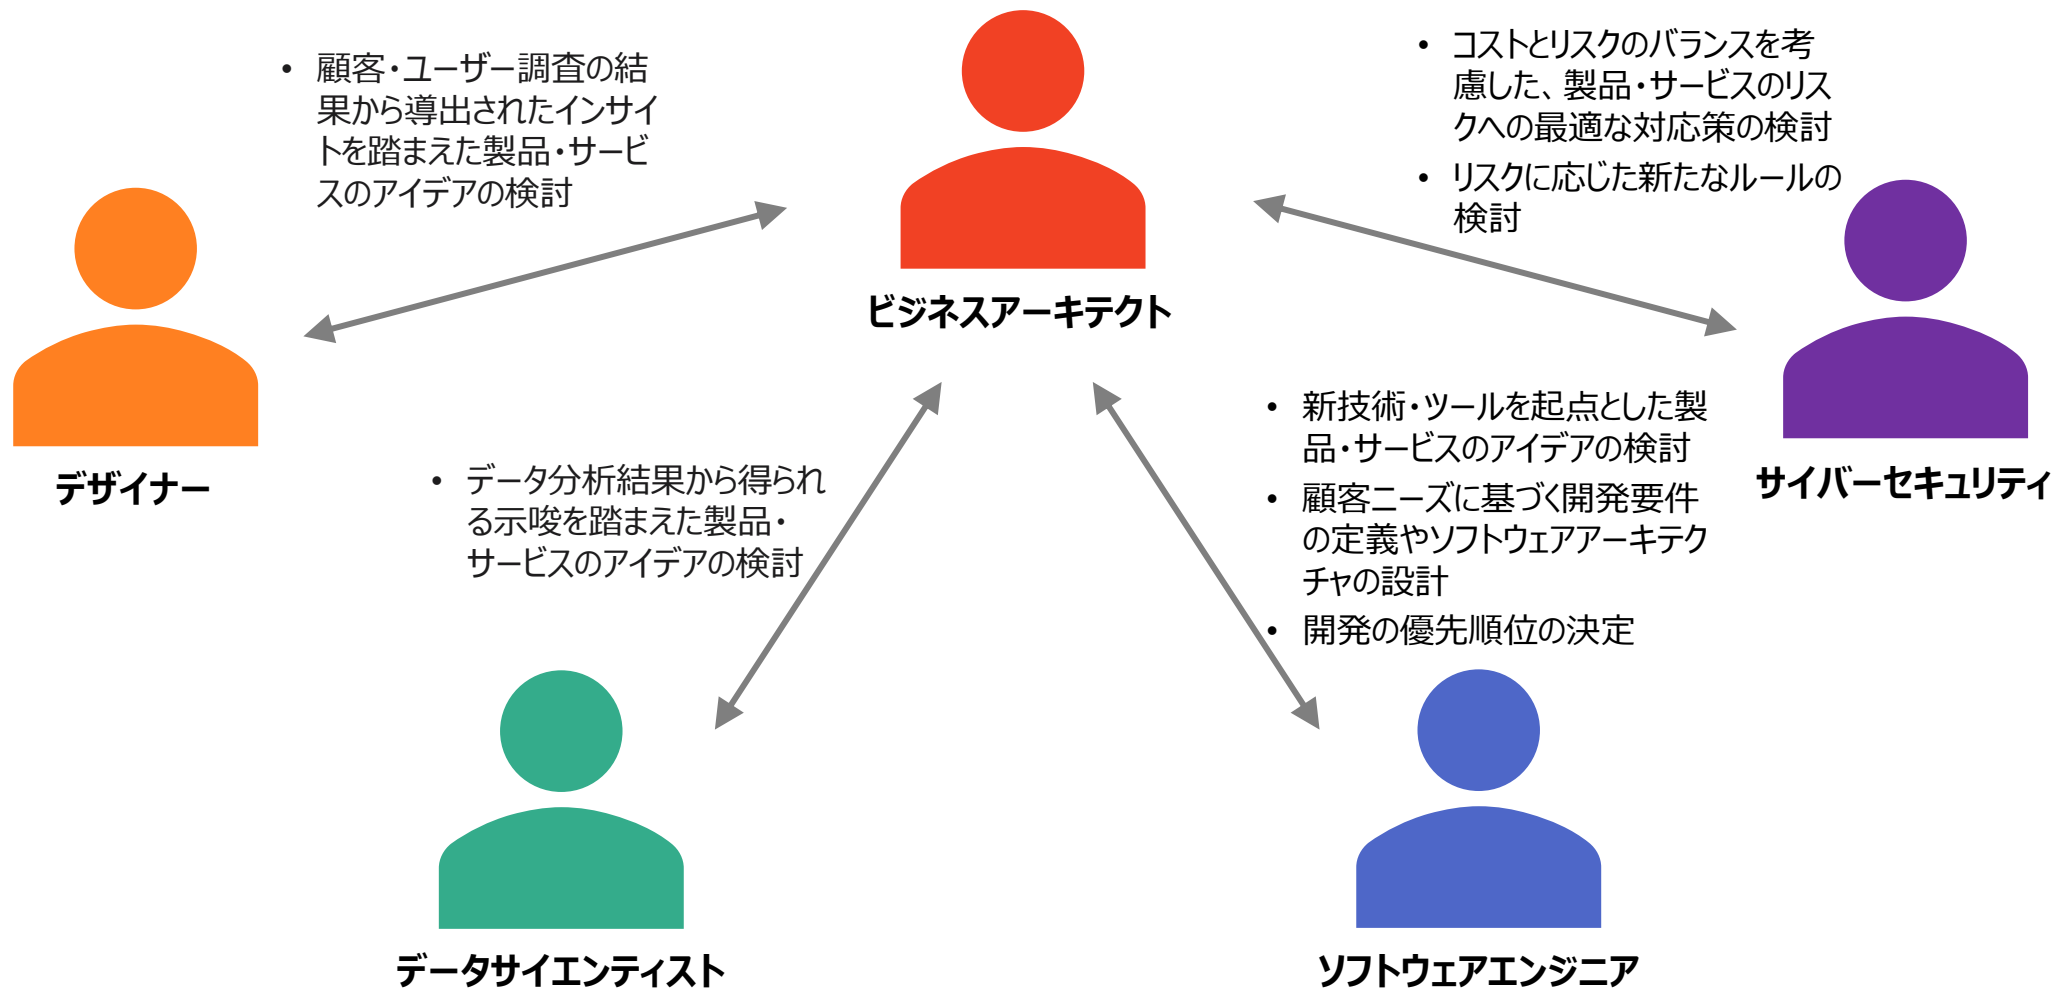 • 顧客・ユーザー調査の結
果から導出されたインサイ
トを踏まえた製品・サービ
スのアイデアの検討
• コストとリスクのバランスを考
慮した、製品・サービスのリス
クへの最適な対応策の検討
• リスクに応じた新たなルールの
検討
ビジネスアーキテクト
デザイナー
• データ分析結果から得られ
る示唆を踏まえた製品・
サービスのアイデアの検討
• 新技術・ツールを起点とした製
品・サービスのアイデアの検討
• 顧客ニーズに基づく開発要件
の定義やソフトウェアアーキテク
チャの設計
• 開発の優先順位の決定
サイバーセキュリティ
データサイエンティスト
ソフトウェアエンジニア